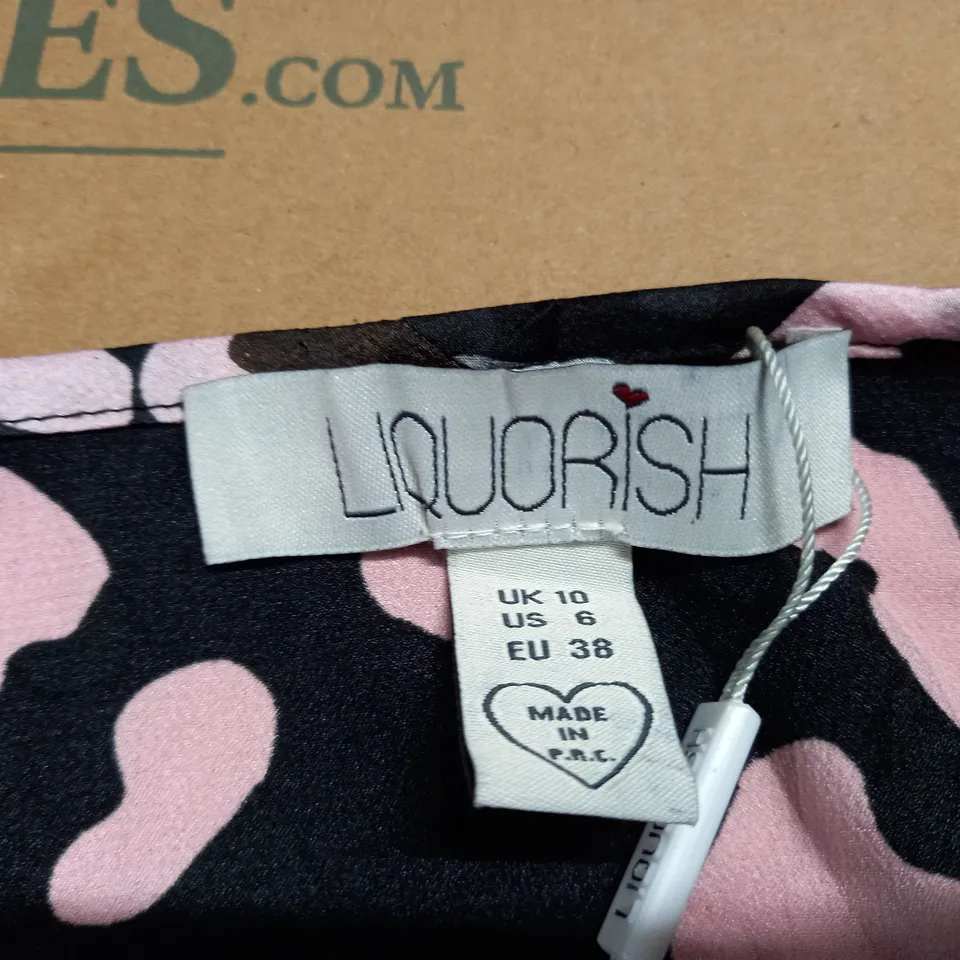 ES.COM
LIQUORISH
UK 10
US 6
EU 38
MADE
IN
P.R.C.